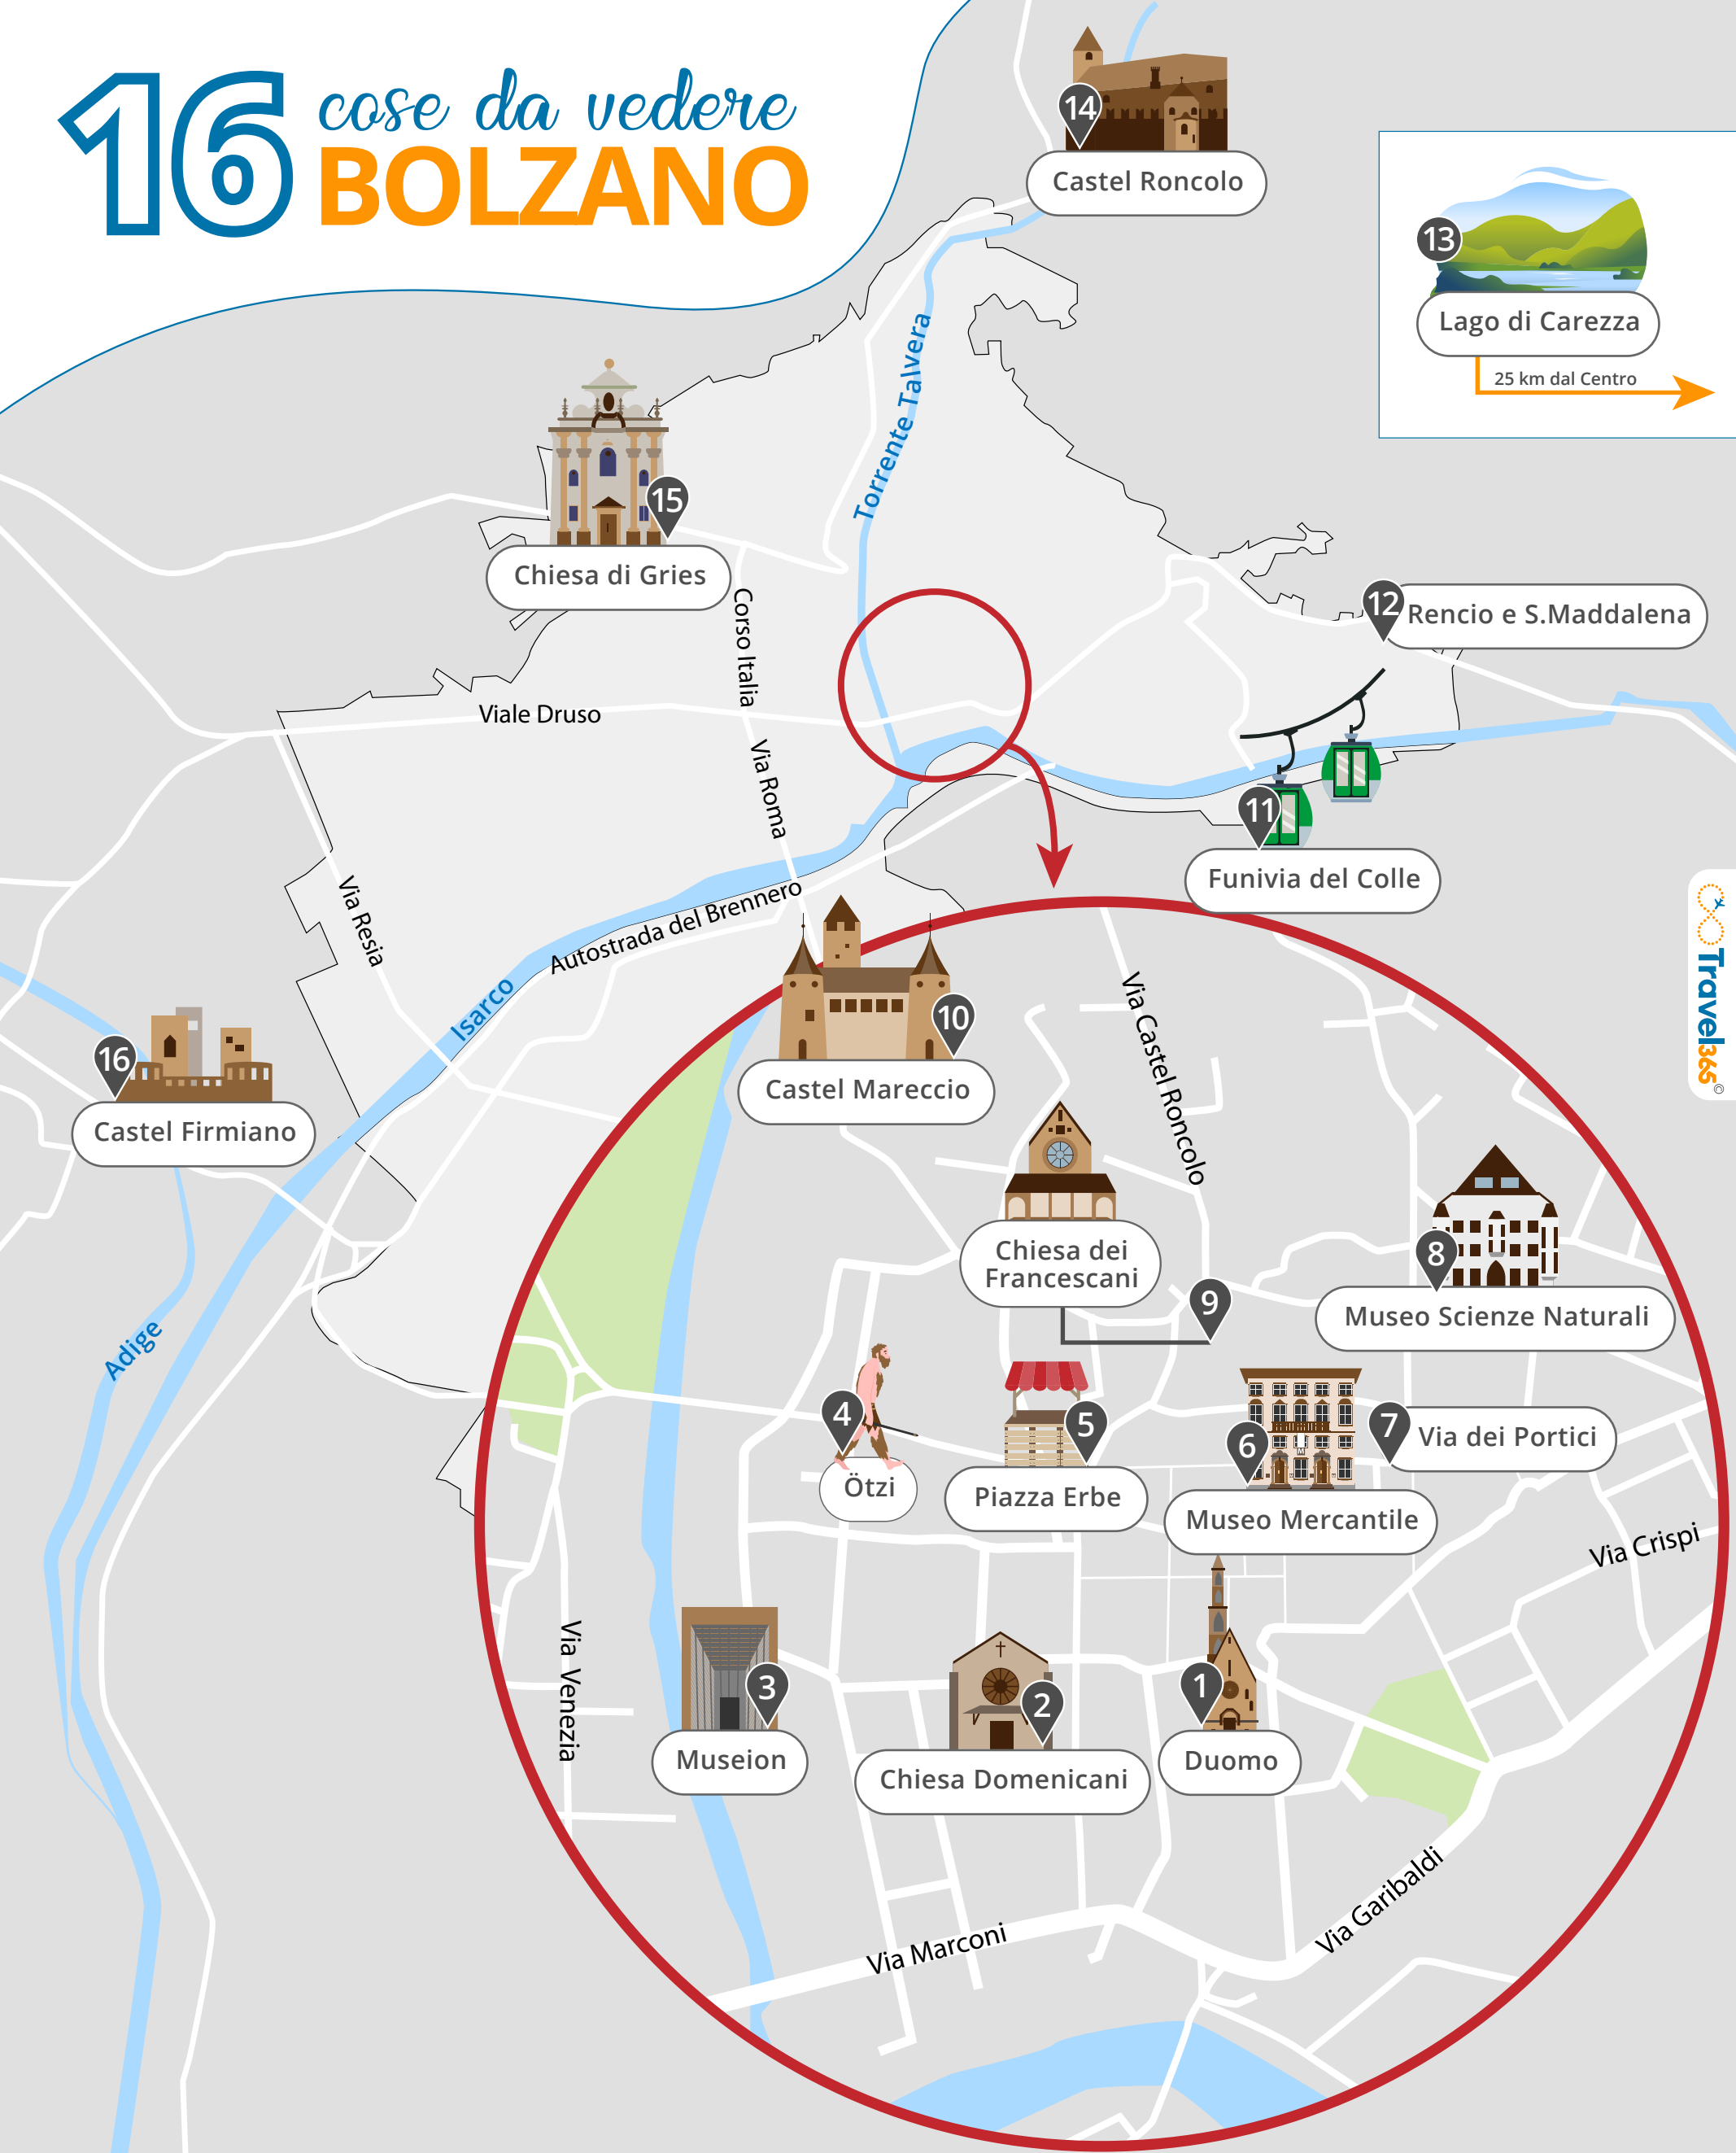 16
cose da vedere
BOLZANO
14
Castel Roncolo
13
Lago di Carezza
25 km dal Centro
Torrente Talvera
15
Chiesa di Gries
12
Rencio e S.Maddalena
Corso Italia
Viale Druso
Via Roma
11
Funivia del Colle
Via Resia
Autostrada del Brennero
Isarco
Travel365©
16
Castel Firmiano
10
Castel Mareccio
Via Castel Roncolo
Chiesa dei
Francescani
9
8
Museo Scienze Naturali
Adige
4
Ötzi
5
Piazza Erbe
6
Museo Mercantile
7
Via dei Portici
Via Crispi
Via Venezia
3
Museion
2
Chiesa Domenicani
1
Duomo
Via Marconi
Via Garibaldi